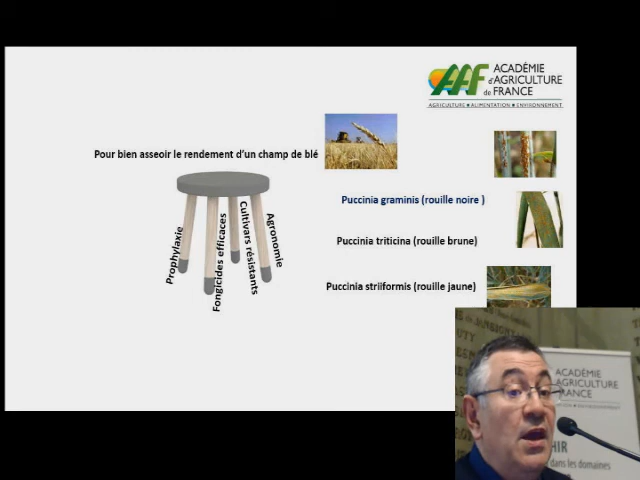 ACADÉMIE
d'AGRICULTURE
de FRANCE
AGRICULTURE ■ ALIMENTATION ■ ENVIRONNEMENT
Pour bien asseoir le rendement d'un champ de blé
Puccinia graminis (rouille noire )
Puccinia triticina (rouille brune)
Puccinia striiformis (rouille jaune)
Prophylaxie
Fongicides efficaces
Cultivars résistants
Agronomie
ACADÉMIE
AGRICULTURE
FRANCE
dans les domaines